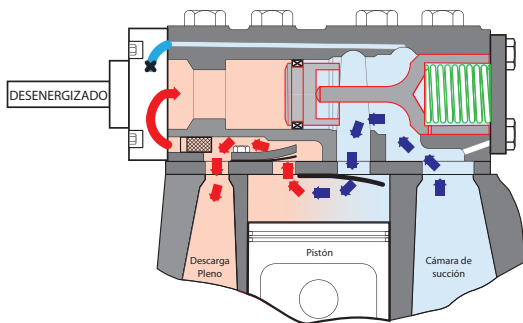 DESENERGIZADO
Descarga
Pleno
Pistón
Cámara de
succión